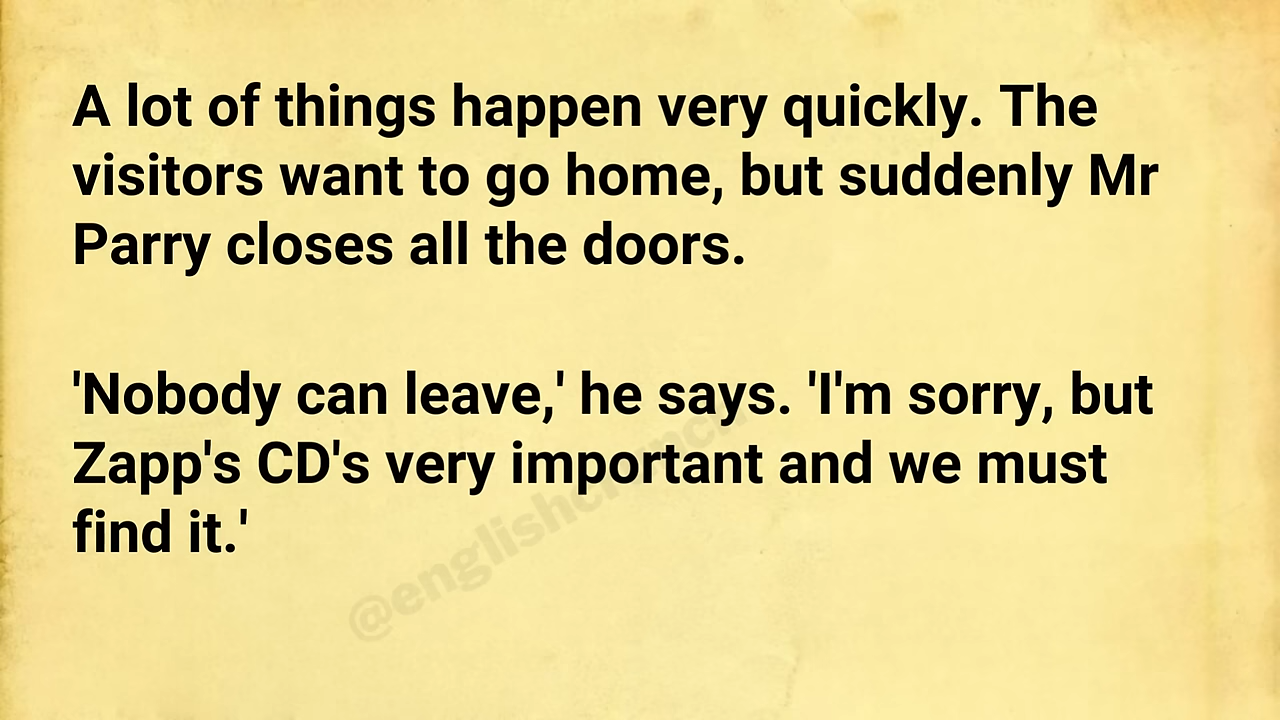 A lot of things happen very quickly. The
visitors want to go home, but suddenly Mr
Parry closes all the doors.
'Nobody can leave,' he says. 'I'm sorry, but
Zapp's CD's very important and we must
find it.'